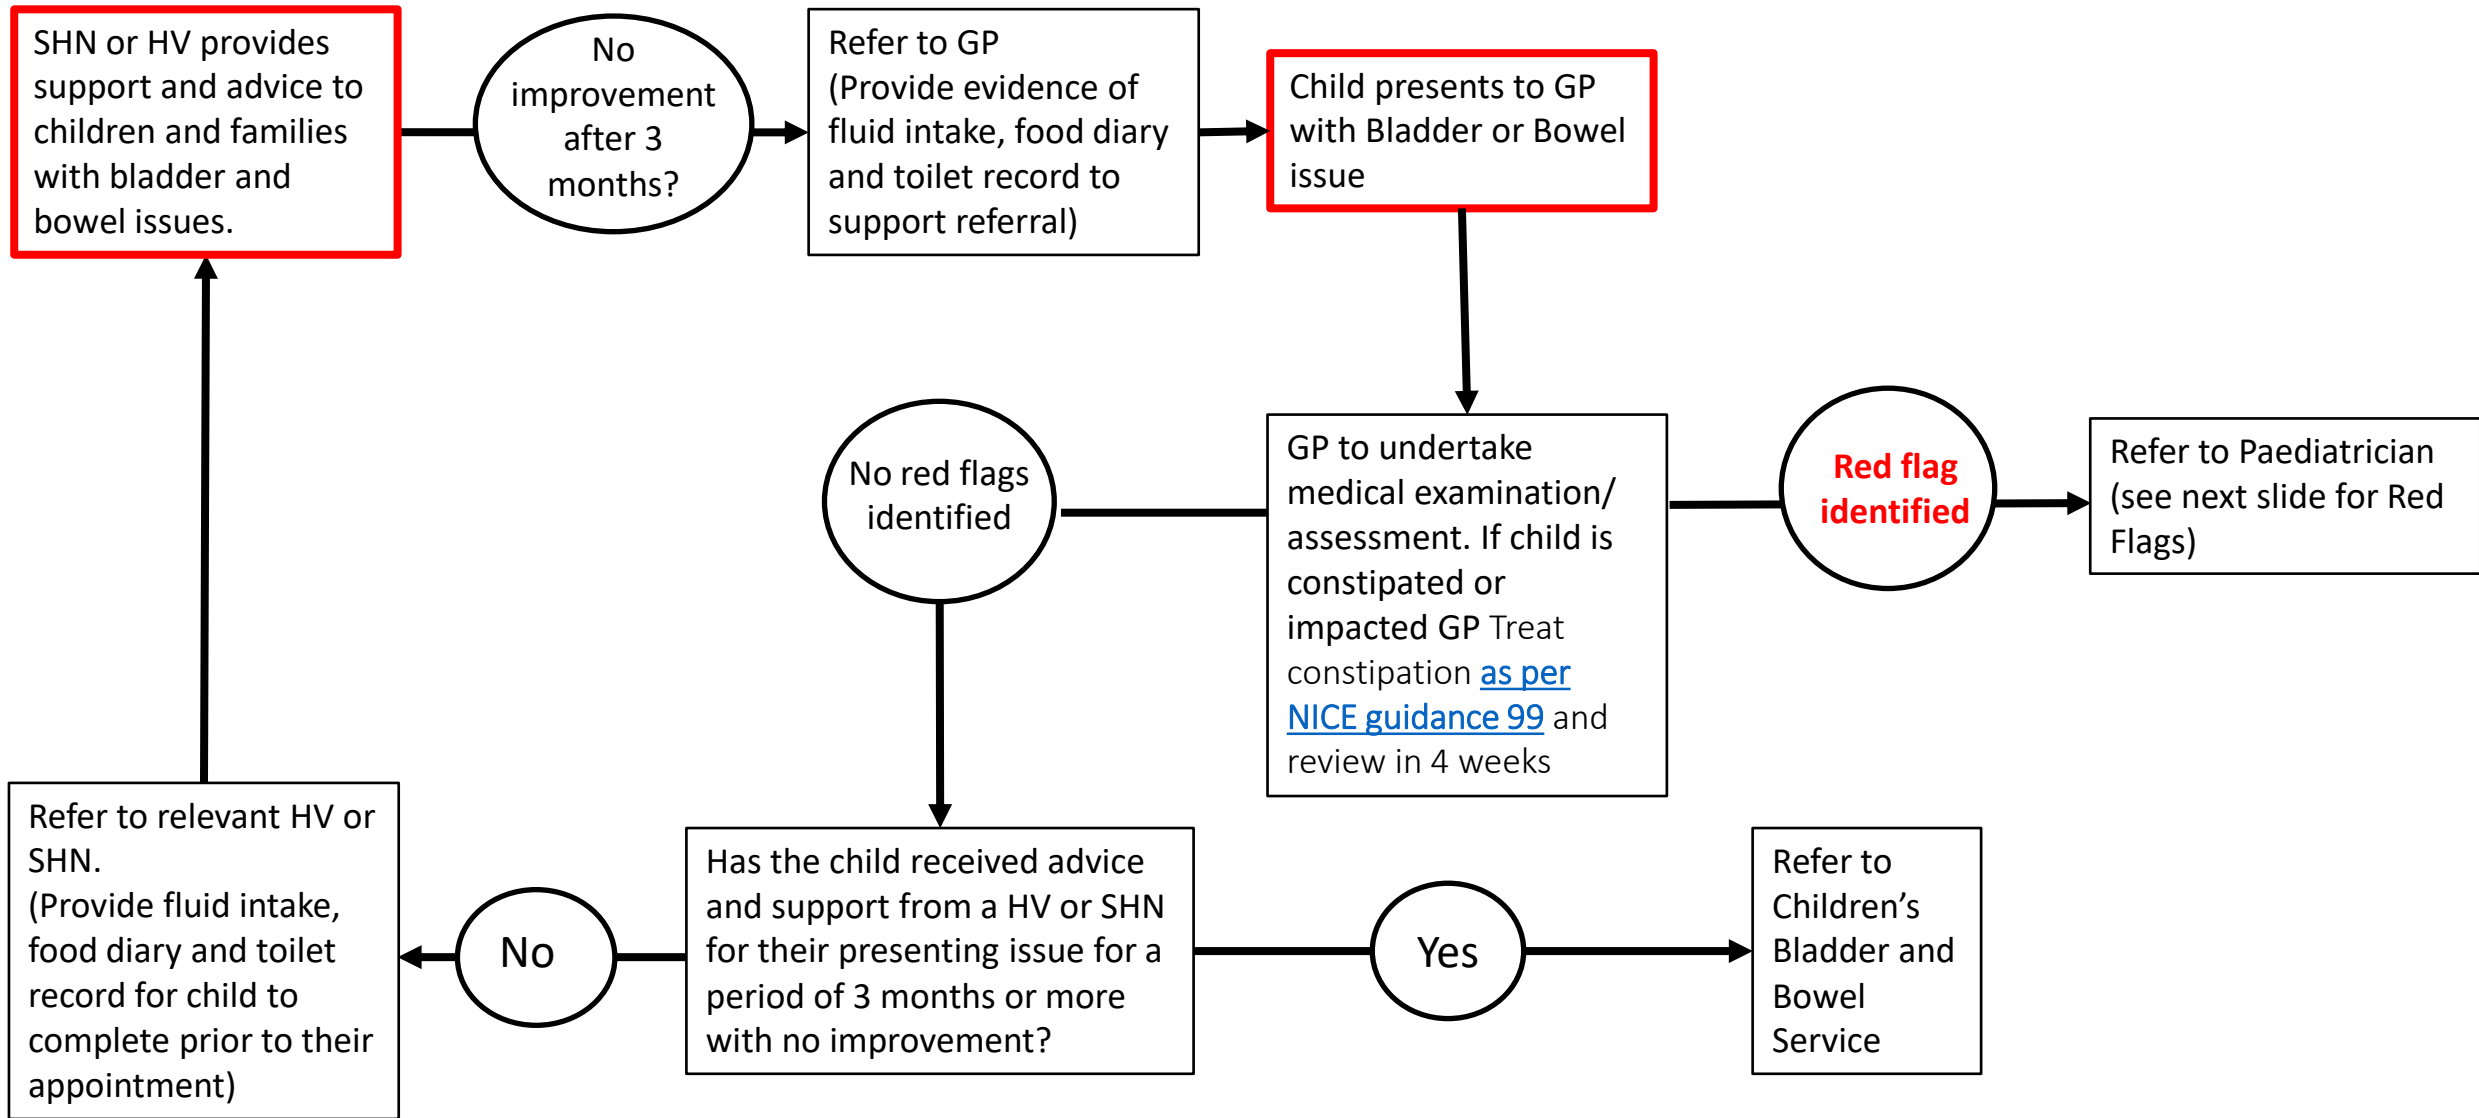 SHN or HV provides
support and advice to
children and families
with bladder and
bowel issues.
No
improvement
after 3
months?
Refer to GP
(Provide evidence of
fluid intake, food diary
and toilet record to
support referral)
Child presents to GP
with Bladder or Bowel
issue
No red flags
identified
GP to undertake
medical examination/
assessment. If child is
constipated or
impacted GP Treat
constipation as per
NICE guidance 99 and
review in 4 weeks
Red flag
identified
Refer to Paediatrician
(see next slide for Red
Flags)
Refer to relevant HV or
SHN.
(Provide fluid intake,
food diary and toilet
record for child to
complete prior to their
appointment)
No
Has the child received advice
and support from a HV or SHN
for their presenting issue for a
period of 3 months or more
with no improvement?
Yes
Refer to
Children’s
Bladder and
Bowel
Service